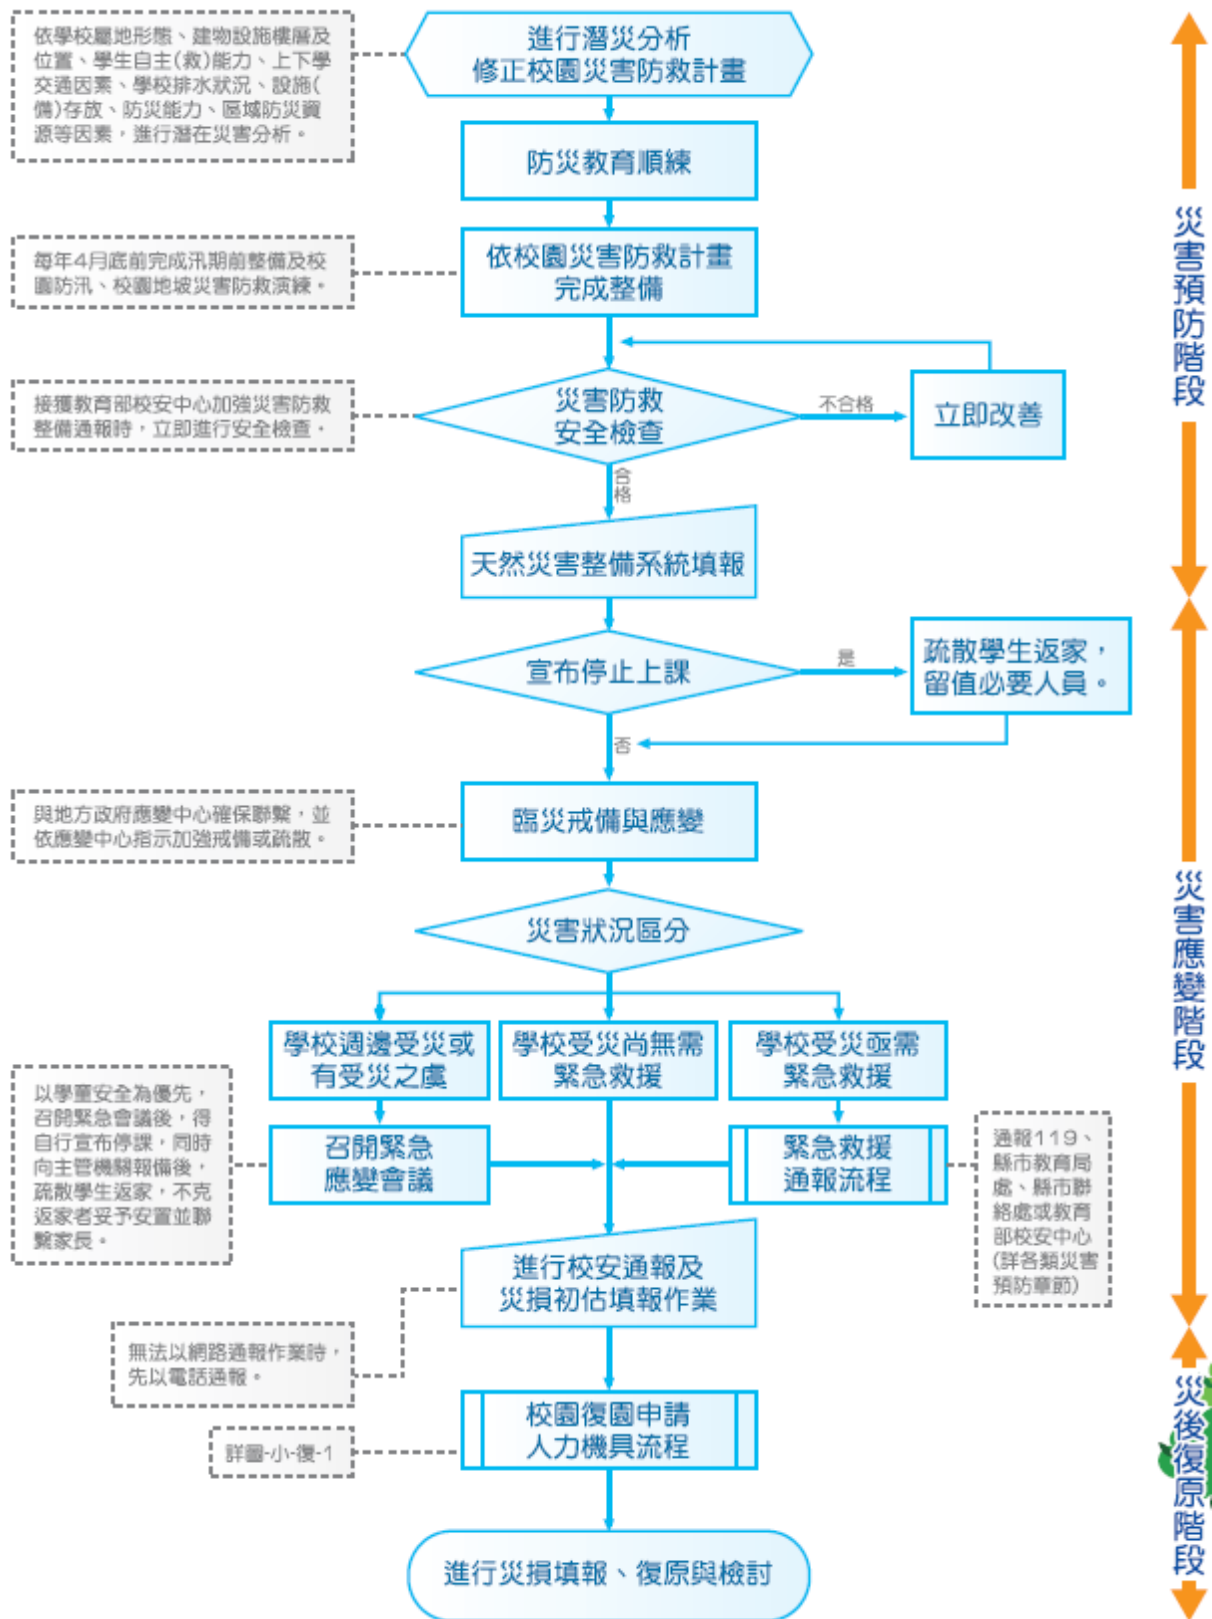 依學校屬地形態、建物設施樓層及
位置、學生自主(救)能力、上下學
交通因素、學校排水狀況、設施(
備)存放、防災能力、區域防災資
源等因素，進行潛在災害分析。
進行潛災分析
修正校園災害防救計畫
防災教育順練
每年4月底前完成汛期前整備及校
園防汛、校園地坡災害防救演練。
依校園災害防救計畫
完成整備
接獲教育部校安中心加強災害防救
整備通報時，立即進行安全檢查。
災害防救
安全檢查
不合格
立即改善
合格
天然災害整備系統填報
災害預防階段
宣布停止上課
是
疏散學生返家，
留值必要人員。
否
與地方政府應變中心確保聯繫，並
依應變中心指示加強戒備或疏散。
臨災戒備與應變
災害狀況區分
學校週邊受災或
有受災之虞
學校受災尚無需
緊急救援
學校受災亟需
緊急救援
以學童安全為優先，
召開緊急會議後，得
自行宣布停課，同時
向主管機關報備後，
疏散學生返家，不克
返家者妥予安置並聯
繫家長。
召開緊急
應變會議
緊急救援
通報流程
通報119、
縣市教育局
處、縣市聯
絡處或教育
部校安中心
(詳各類災害
預防章節)
災害應變階段
進行校安通報及
災損初估填報作業
無法以網路通報作業時，
先以電話通報。
校園復園申請
人力機具流程
詳圖-小-復-1
進行災損填報、復原與檢討
災後復原階段